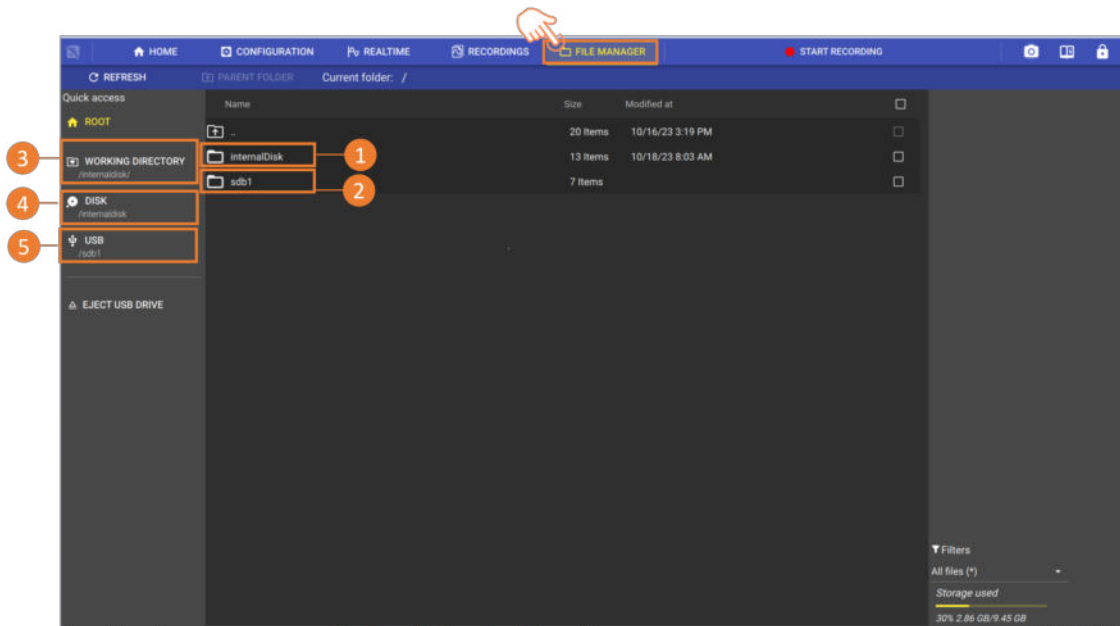 HOME CONFIGURATION REALTIME RECORDINGS FILE MANAGER START RECORDING
REFRESH PARENT FOLDER Current folder: /
Quick access
Name Size Modified at
ROOT
.. 20 Items 10/16/23 3:19 PM
3 WORKING DIRECTORY
/internaldisk/
internalDisk 1 13 Items 10/18/23 8:03 AM
sdb1 2 7 Items
4 DISK
/internaldisk
5 USB
/sdb1
EJECT USB DRIVE
Filters
All files (*)
Storage used
30% 2.86 GB/9.45 GB